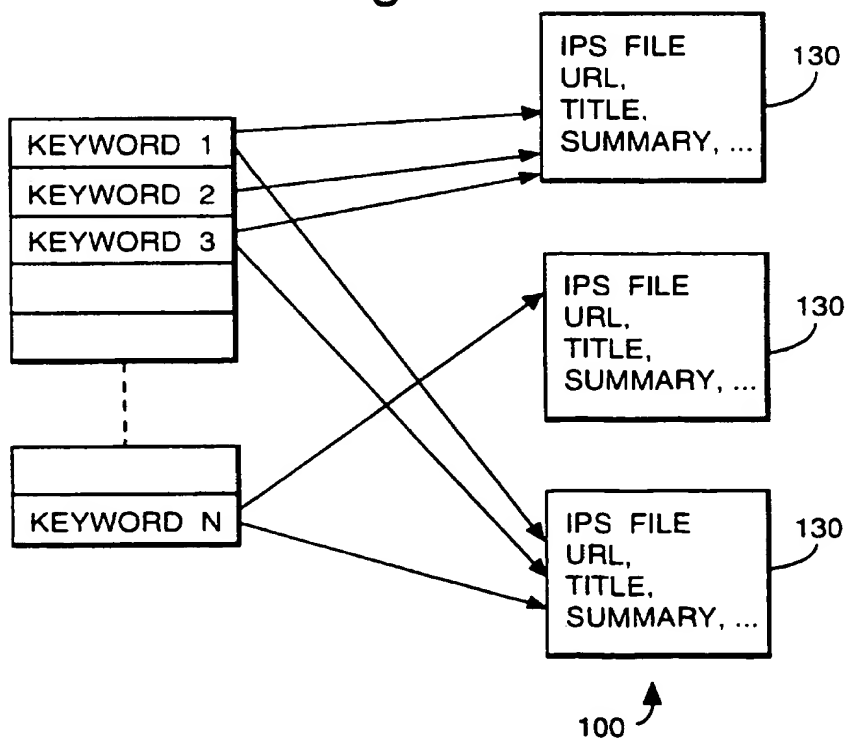 IPS FILE
URL,
TITLE,
SUMMARY, ...
130
KEYWORD 1
KEYWORD 2
KEYWORD 3
IPS FILE
URL,
TITLE,
SUMMARY, ...
130
KEYWORD N
IPS FILE
URL,
TITLE,
SUMMARY, ...
130
100